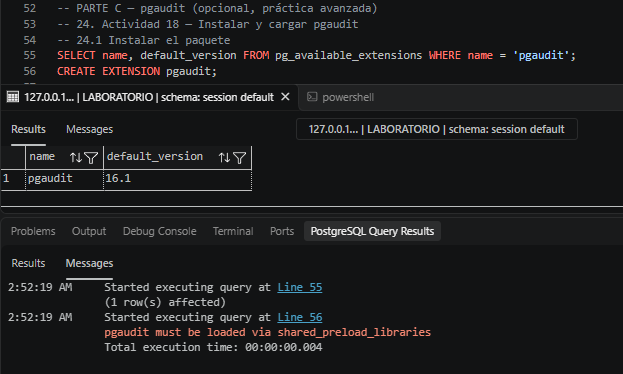 52 -- PARTE C — pgaudit (opcional, práctica avanzada)
53 -- 24. Actividad 18 — Instalar y cargar pgaudit
54 -- 24.1 Instalar el paquete
55 SELECT name, default_version FROM pg_available_extensions WHERE name = 'pgaudit';
56 CREATE EXTENSION pgaudit;
127.0.0.1... | LABORATORIO | schema: session default
powershell
Results Messages
127.0.0.1... | LABORATORIO | schema: session default
name default_version
1 pgaudit 16.1
Problems Output Debug Console Terminal Ports PostgreSQL Query Results
Results Messages
2:52:19 AM Started executing query at Line 55
(1 row(s) affected)
2:52:19 AM Started executing query at Line 56
pgaudit must be loaded via shared_preload_libraries
Total execution time: 00:00:00.004